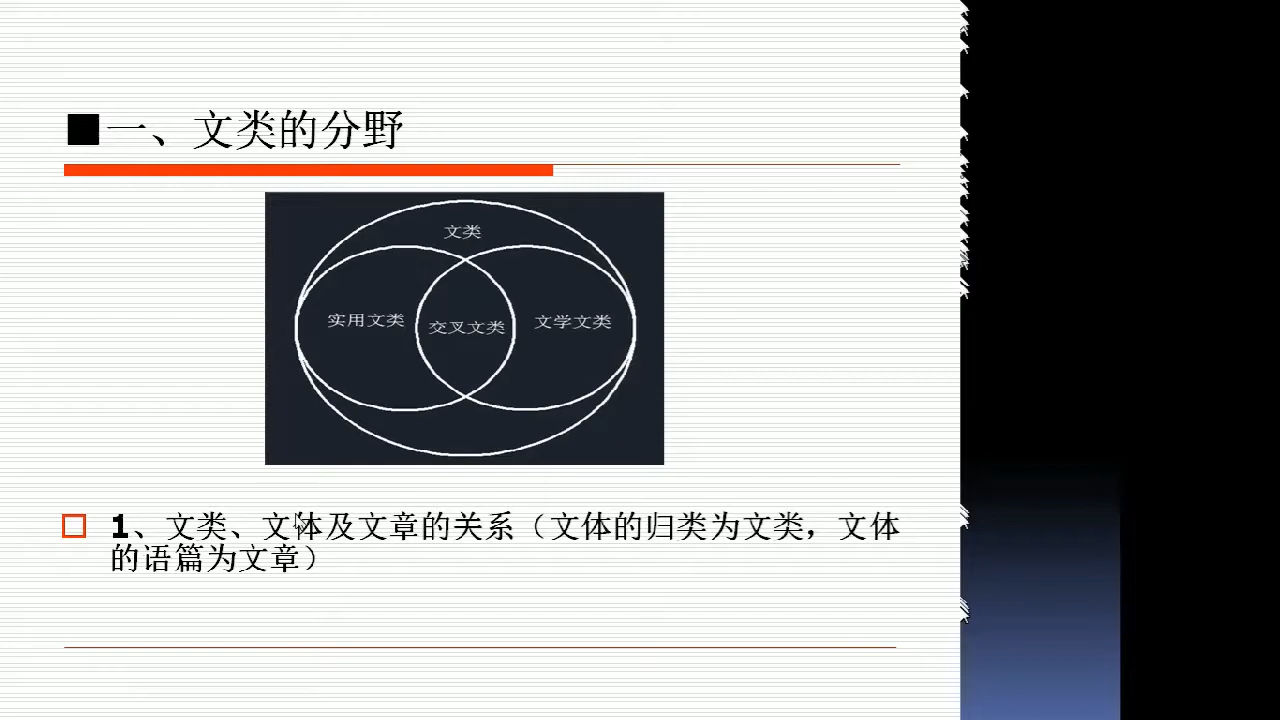 ■一、文类的分野
文类
实用文类
交叉文类
文学文类
1、文类、文体及文章的关系（文体的归类为文类，文体
的语篇为文章）